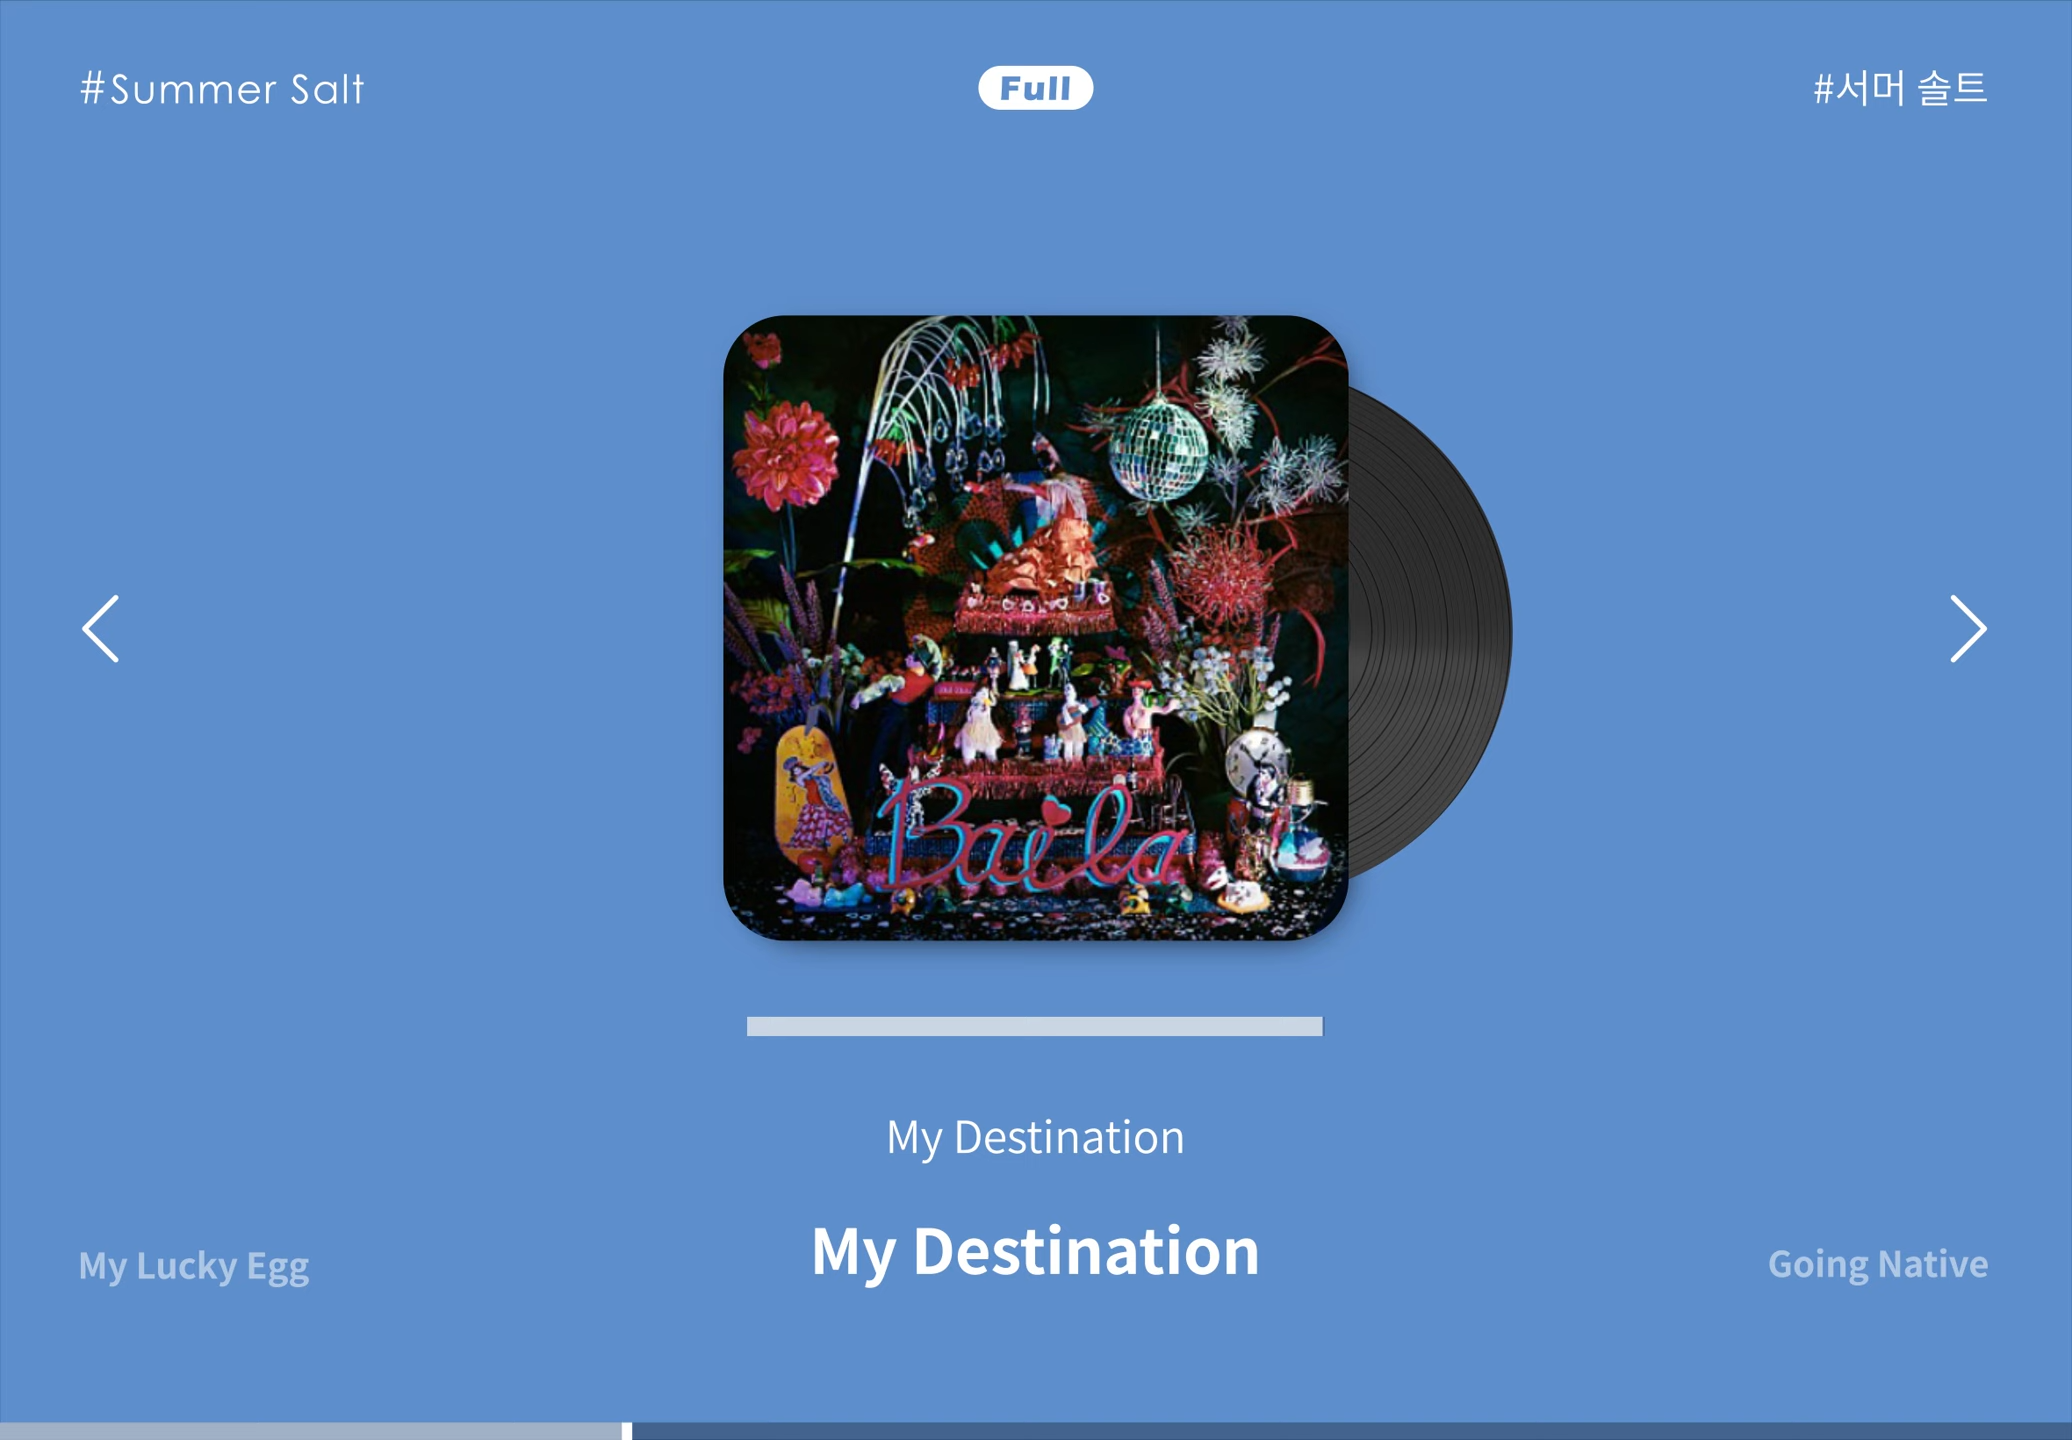 #Summer Salt
Full
#서머 솔트
Baila
My Destination
My Destination
My Lucky Egg
Going Native